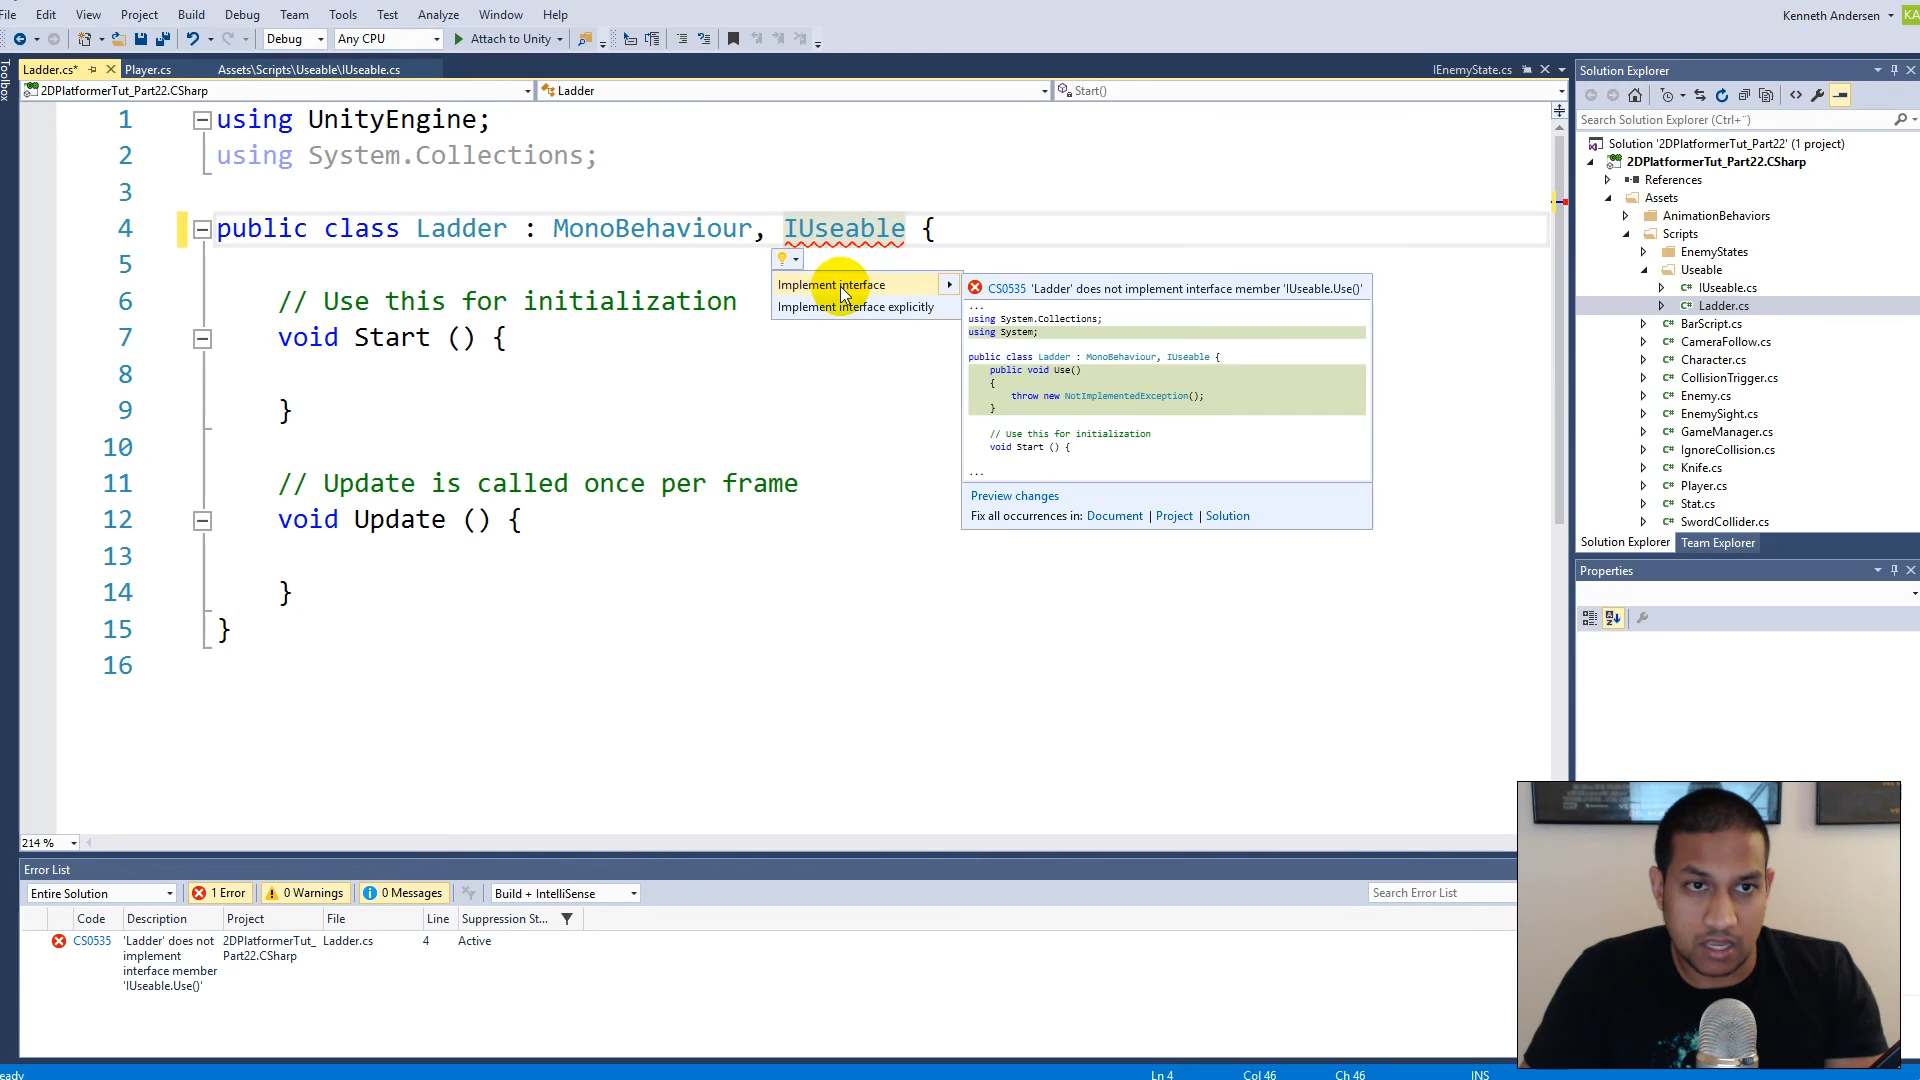 File Edit View Project Build Debug Team Tools Test Analyze Window Help
Kenneth Andersen KA
Debug Any CPU Attach to Unity
Toolbox
Ladder.cs* Player.cs Assets\Scripts\Useable\IUseable.cs IEnemyState.cs
2DPlatformerTut_Part22.CSharp Ladder Start()
1 using UnityEngine;
2 using System.Collections;
3
4 public class Ladder : MonoBehaviour, IUseable {
5
6 // Use this for initialization
7 void Start () {
8
9 }
10
11 // Update is called once per frame
12 void Update () {
13
14 }
15 }
16
Implement interface
Implement interface explicitly
CS0535 'Ladder' does not implement interface member 'IUseable.Use()'
...
using System.Collections;
using System;
public class Ladder : MonoBehaviour, IUseable {
public void Use()
{
throw new NotImplementedException();
}
// Use this for initialization
void Start () {
...
Preview changes
Fix all occurrences in: Document | Project | Solution
214 %
Solution Explorer
Search Solution Explorer (Ctrl+¨)
Solution '2DPlatformerTut_Part22' (1 project)
2DPlatformerTut_Part22.CSharp
References
Assets
AnimationBehaviors
Scripts
EnemyStates
Useable
C# IUseable.cs
C# Ladder.cs
C# BarScript.cs
C# CameraFollow.cs
C# Character.cs
C# CollisionTrigger.cs
C# Enemy.cs
C# EnemySight.cs
C# GameManager.cs
C# IgnoreCollision.cs
C# Knife.cs
C# Player.cs
C# Stat.cs
C# SwordCollider.cs
Solution Explorer Team Explorer
Properties
Error List
Entire Solution 1 Error 0 Warnings 0 Messages Build + IntelliSense Search Error List
Code Description Project File Line Suppression St...
CS0535 'Ladder' does not 2DPlatformerTut_ Ladder.cs 4 Active
implement Part22.CSharp
interface member
'IUseable.Use()'
eady Ln 4 Col 46 Ch 46 INS